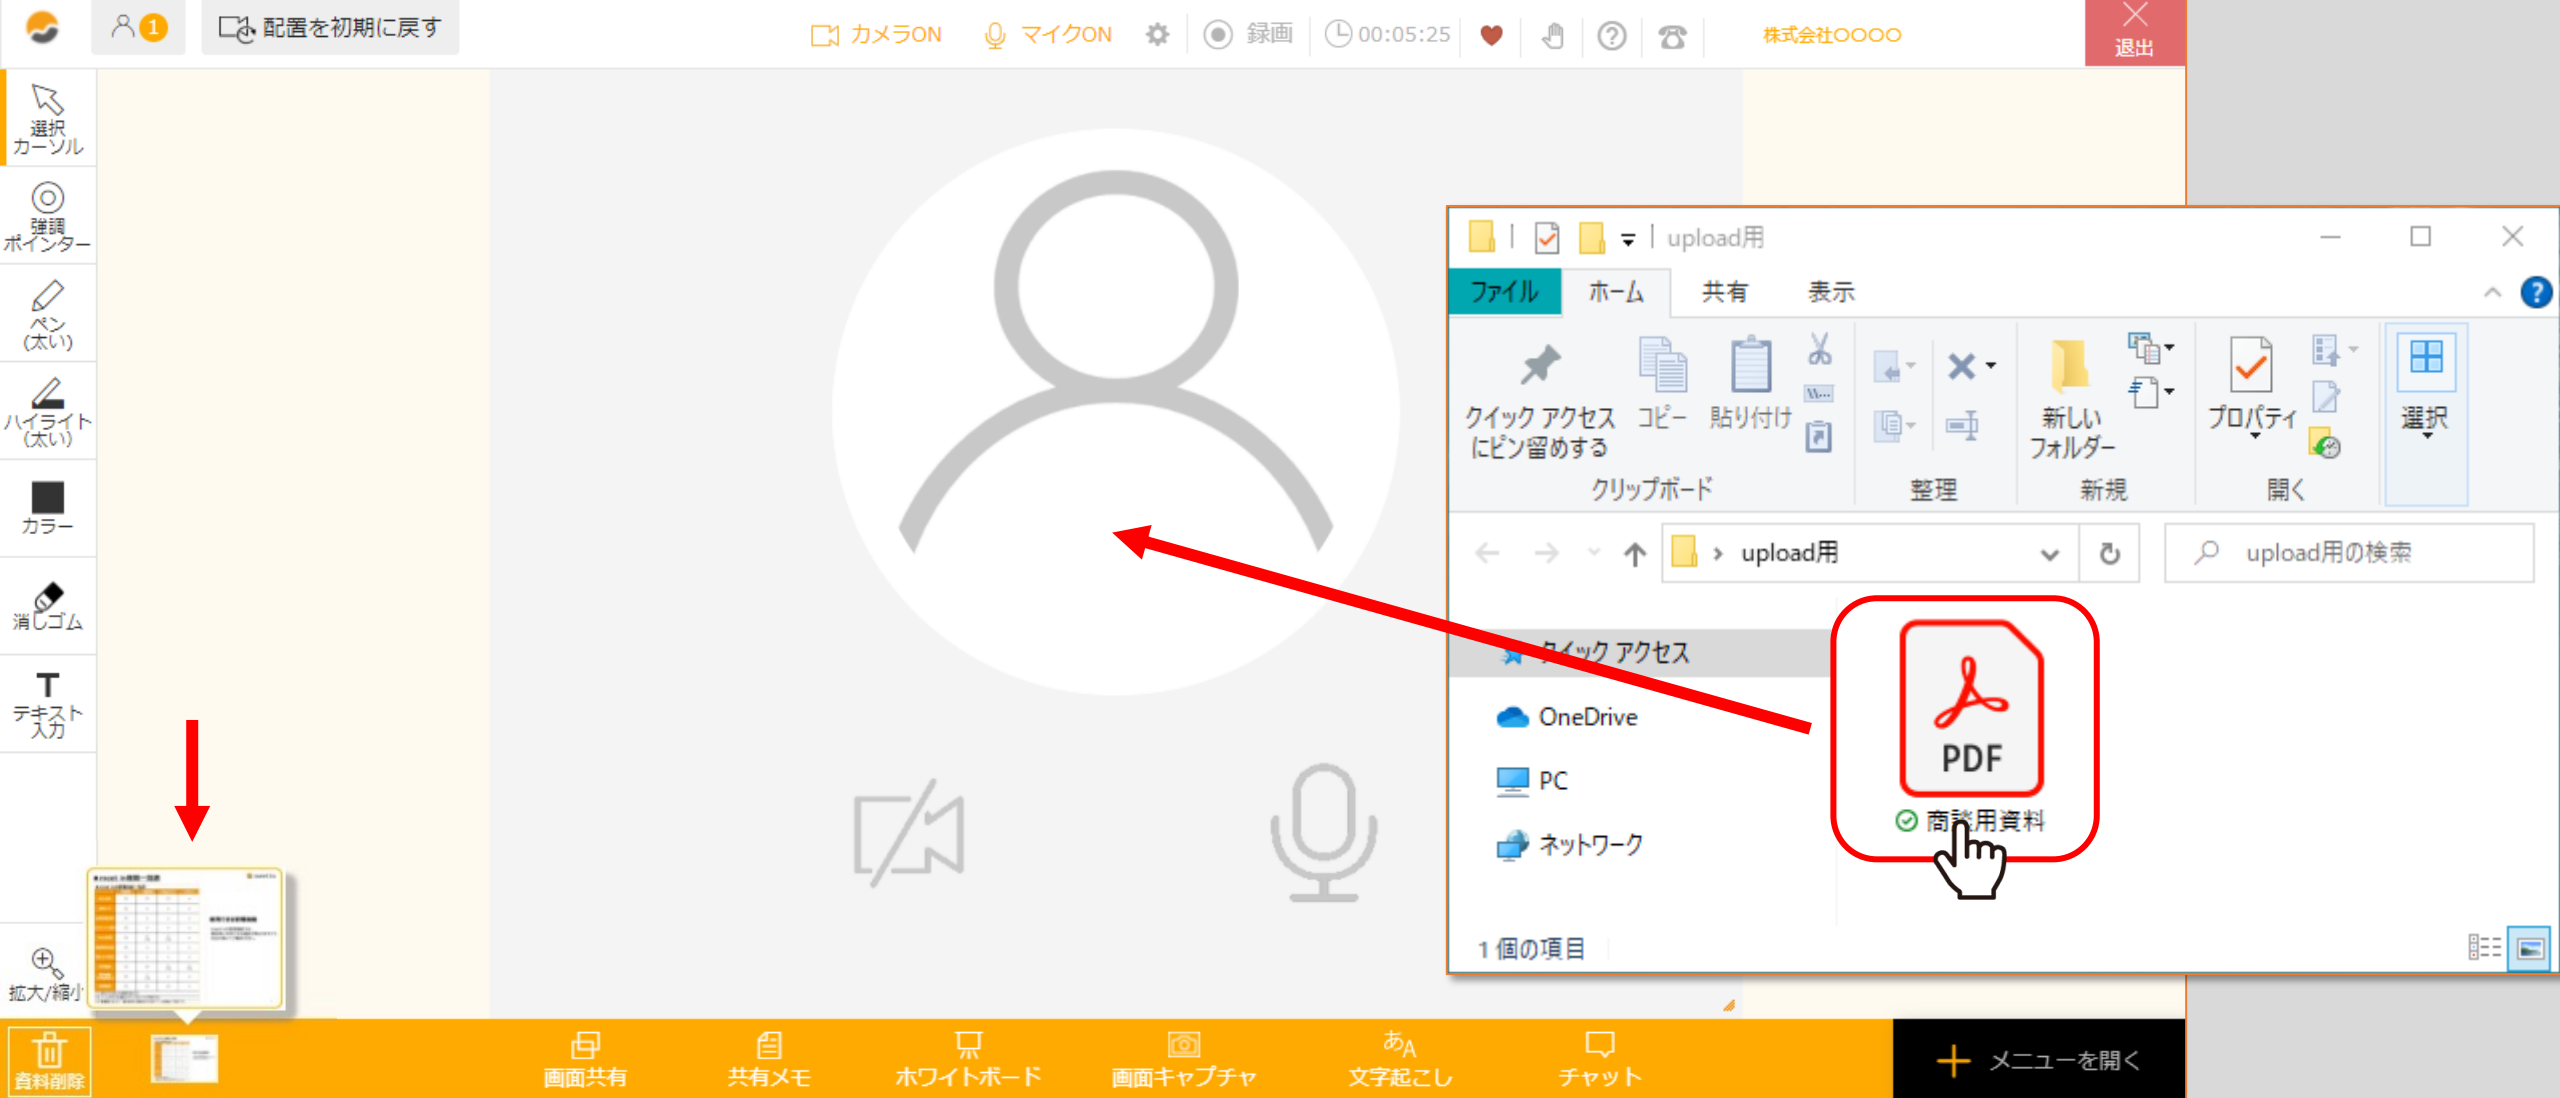 1
配置を初期に戻す
カメラON
マイクON
録画
00:05:25
株式会社〇〇〇〇
退出
選択
カーソル
強調
ポインター
ペン
(太い)
ハイライト
(太い)
カラー
消しゴム
テキスト
入力
拡大/縮小
upload用
ファイル
ホーム
共有
表示
クイック アクセス
にピン留めする
コピー
貼り付け
新しい
フォルダー
プロパティ
選択
クリップボード
整理
新規
開く
upload用
upload用の検索
クイック アクセス
OneDrive
PC
ネットワーク
PDF
商談用資料
1 個の項目
資料削除
画面共有
共有メモ
ホワイトボード
画面キャプチャ
あA
文字起こし
チャット
メニューを開く